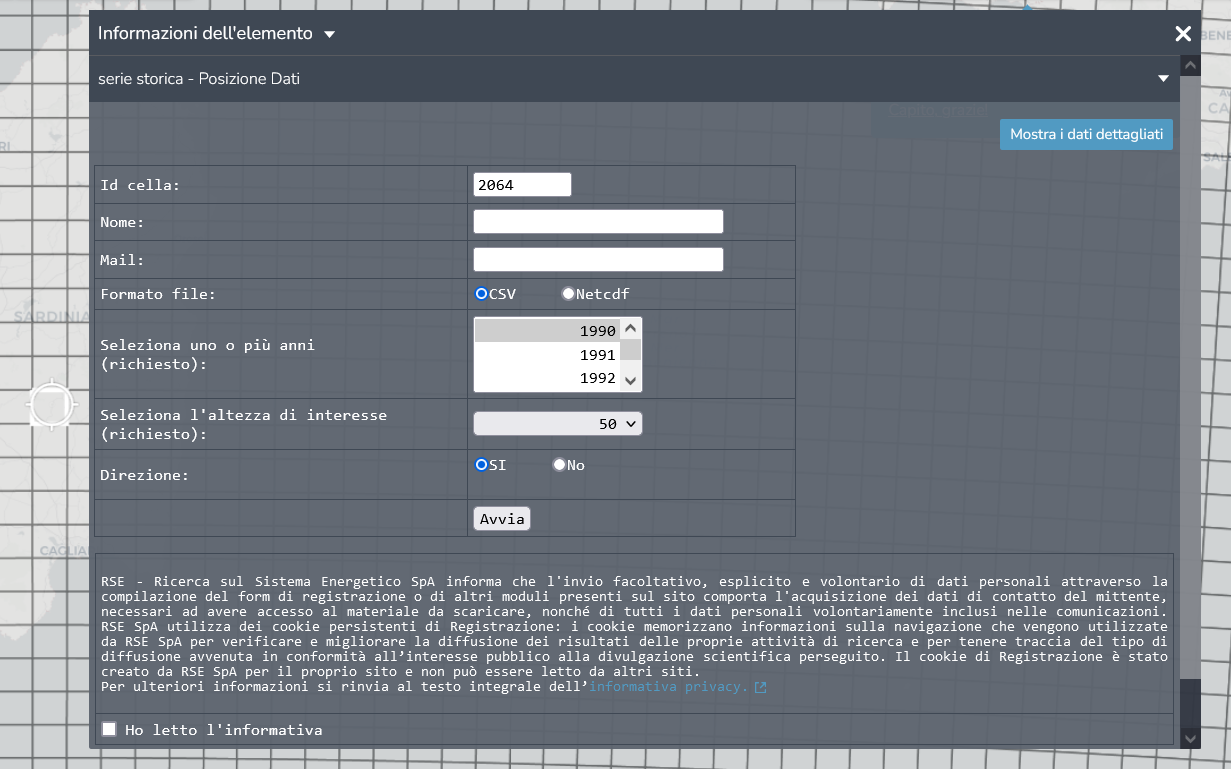 Informazioni dell'elemento
BENE
serie storica - Posizione Dati
CA
Mostra i dati dettagliati
RI
SAL
Id cella: 2064
Nome:
Mail:
Formato file: CSV Netcdf
SARDINIA
1990
Seleziona uno o più anni
1991
(richiesto):
1992
Seleziona l'altezza di interesse
(richiesto):
50
Direzione: SI No
Avvia
CAGLIA
RSE - Ricerca sul Sistema Energetico SpA informa che l'invio facoltativo, esplicito e volontario di dati personali attraverso la
compilazione del form di registrazione o di altri moduli presenti sul sito comporta l'acquisizione dei dati di contatto del mittente,
necessari ad avere accesso al materiale da scaricare, nonché di tutti i dati personali volontariamente inclusi nelle comunicazioni.
RSE SpA utilizza dei cookie persistenti di Registrazione: i cookie memorizzano informazioni sulla navigazione che vengono utilizzate
da RSE SpA per verificare e migliorare la diffusione dei risultati delle proprie attività di ricerca e per tenere traccia del tipo di
diffusione avvenuta in conformità all’interesse pubblico alla divulgazione scientifica perseguito. Il cookie di Registrazione è stato
creato da RSE SpA per il proprio sito e non può essere letto da altri siti.
Per ulteriori informazioni si rinvia al testo integrale dell’informativa privacy.
Ho letto l'informativa